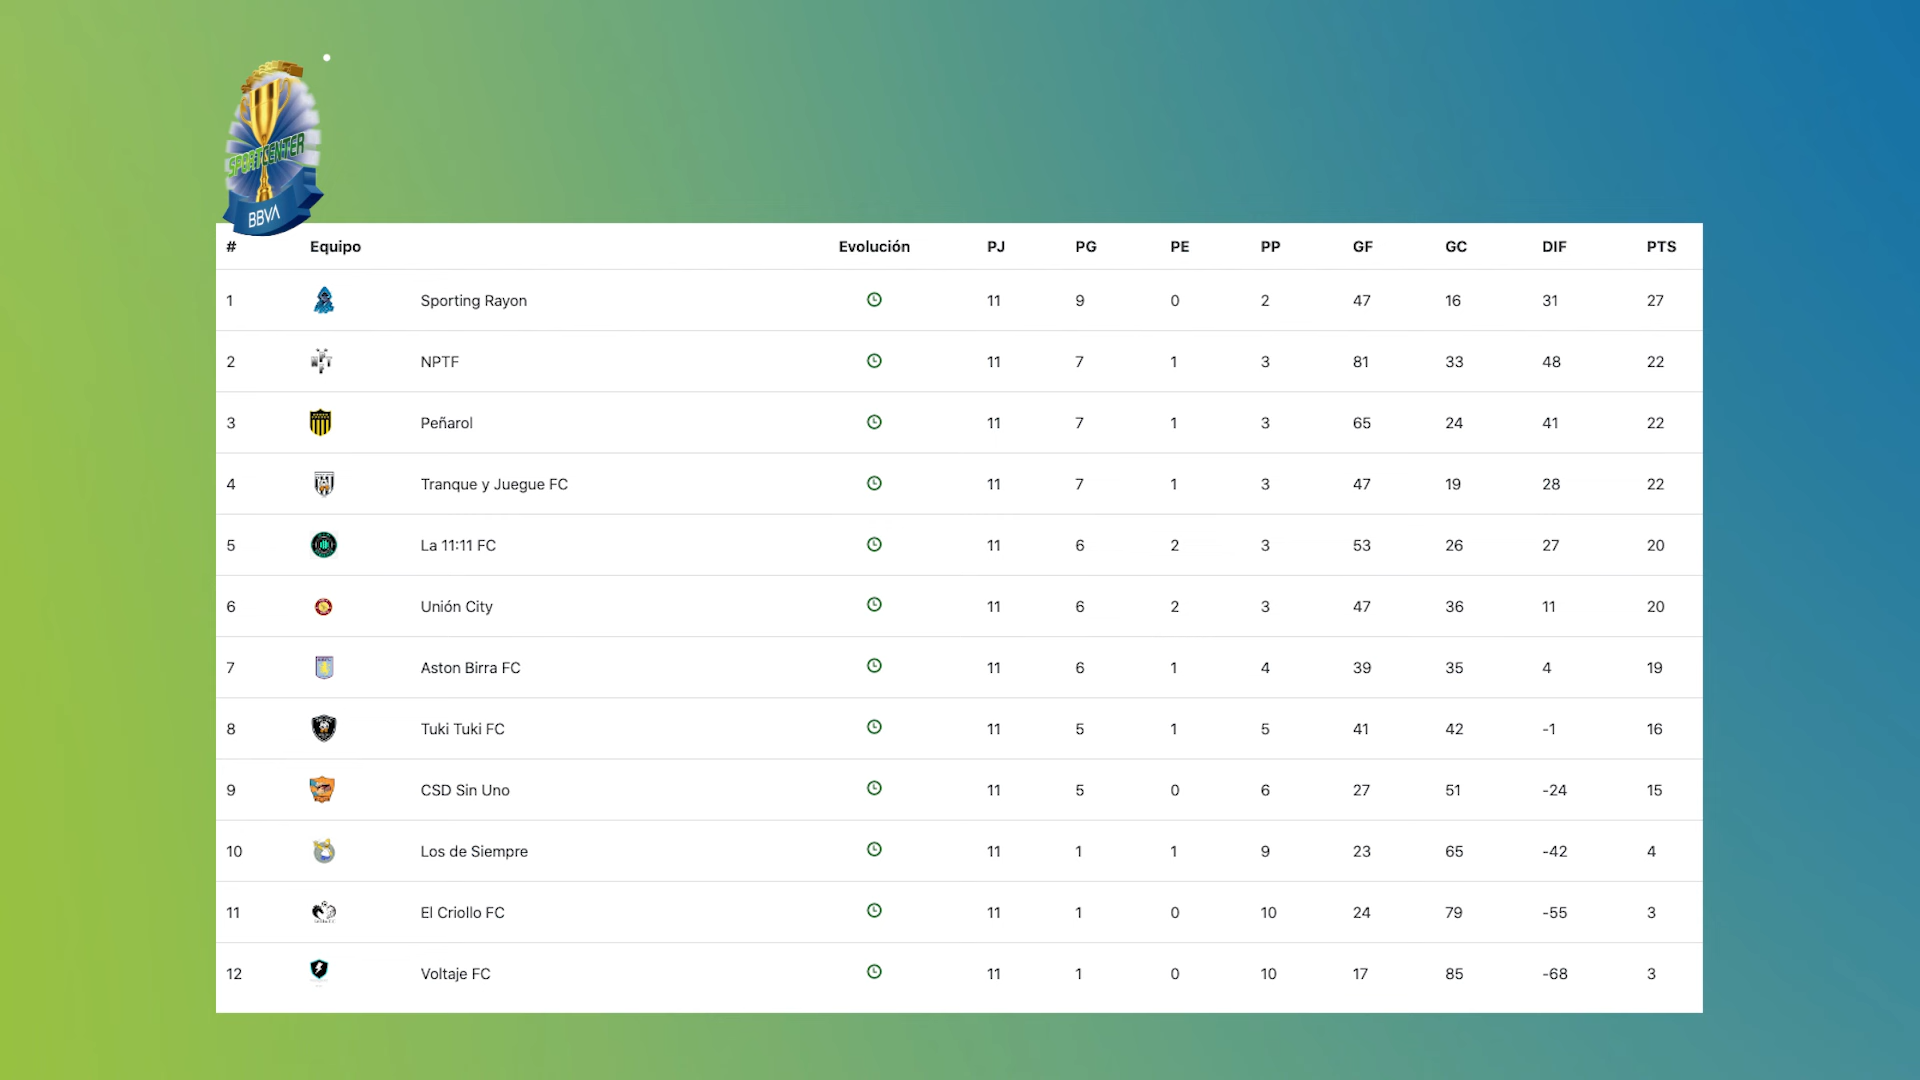 SPORTCENTER
BBVA
# Equipo Evolución PJ PG PE PP GF GC DIF PTS
1 Sporting Rayon 11 9 0 2 47 16 31 27
2 NPTF 11 7 1 3 81 33 48 22
3 Peñarol 11 7 1 3 65 24 41 22
4 Tranque y Juegue FC 11 7 1 3 47 19 28 22
5 La 11:11 FC 11 6 2 3 53 26 27 20
6 Unión City 11 6 2 3 47 36 11 20
7 Aston Birra FC 11 6 1 4 39 35 4 19
8 Tuki Tuki FC 11 5 1 5 41 42 -1 16
9 CSD Sin Uno 11 5 0 6 27 51 -24 15
10 Los de Siempre 11 1 1 9 23 65 -42 4
11 El Criollo FC 11 1 0 10 24 79 -55 3
12 Voltaje FC 11 1 0 10 17 85 -68 3